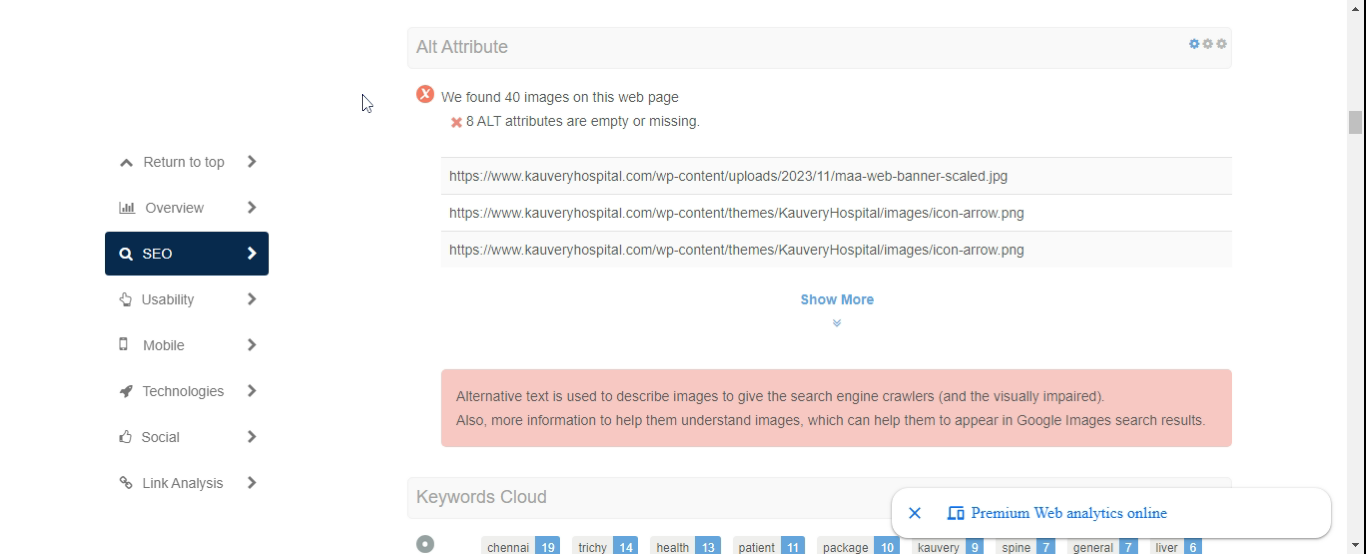 Alt Attribute
We found 40 images on this web page
8 ALT attributes are empty or missing.
https://www.kauveryhospital.com/wp-content/uploads/2023/11/maa-web-banner-scaled.jpg
https://www.kauveryhospital.com/wp-content/themes/KauveryHospital/images/icon-arrow.png
https://www.kauveryhospital.com/wp-content/themes/KauveryHospital/images/icon-arrow.png
Show More
Alternative text is used to describe images to give the search engine crawlers (and the visually impaired).
Also, more information to help them understand images, which can help them to appear in Google Images search results.
Return to top
Overview
SEO
Usability
Mobile
Technologies
Social
Link Analysis
Keywords Cloud
chennai 19 trichy 14 health 13 patient 11 package 10 kauvery 9 spine 7 general 7 liver 6
Premium Web analytics online